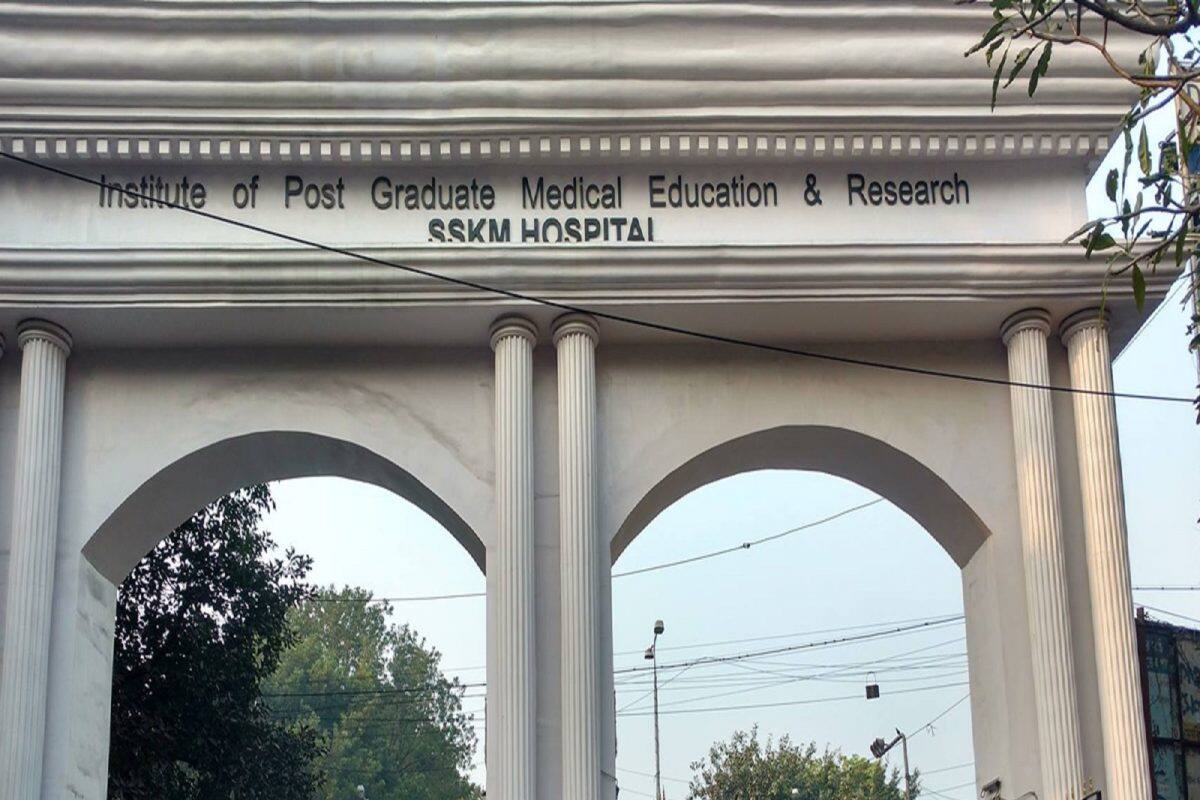 Institute of Post Graduate Medical Education & Research
SSKM HOSPITAL